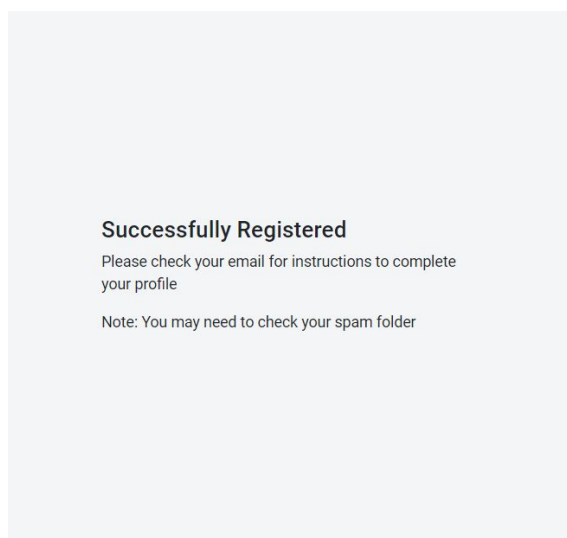 Successfully Registered
Please check your email for instructions to complete
your profile
Note: You may need to check your spam folder